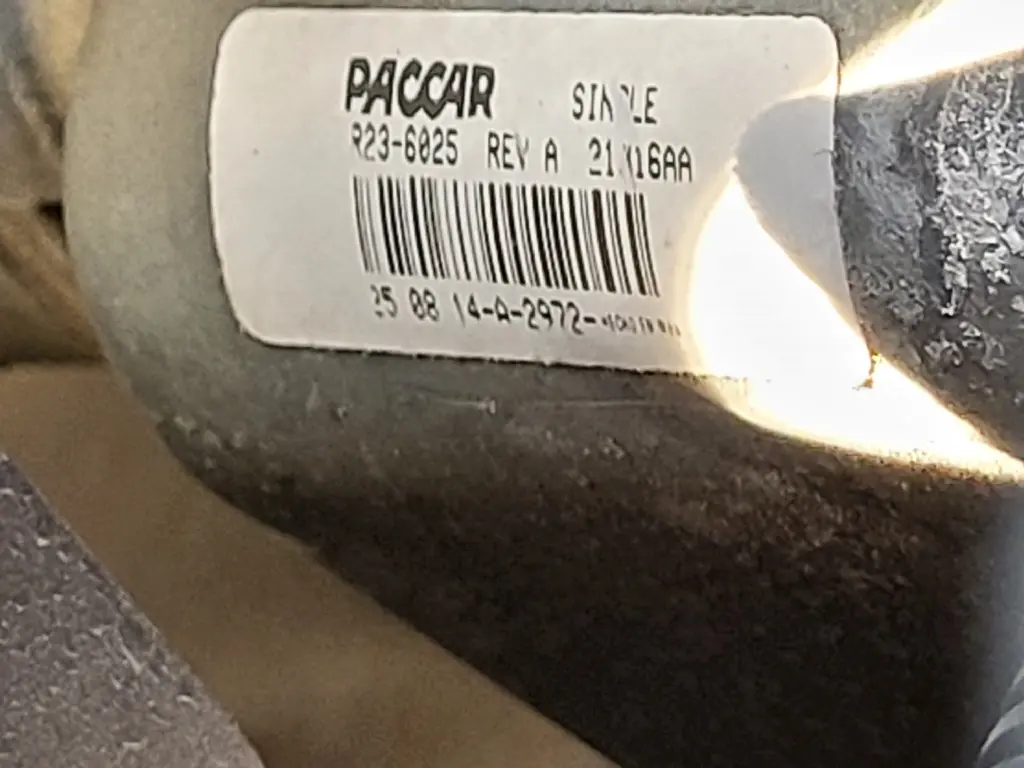 PACCAR SINGLE
R23-6025 REV A
25 08 14-A-2972-